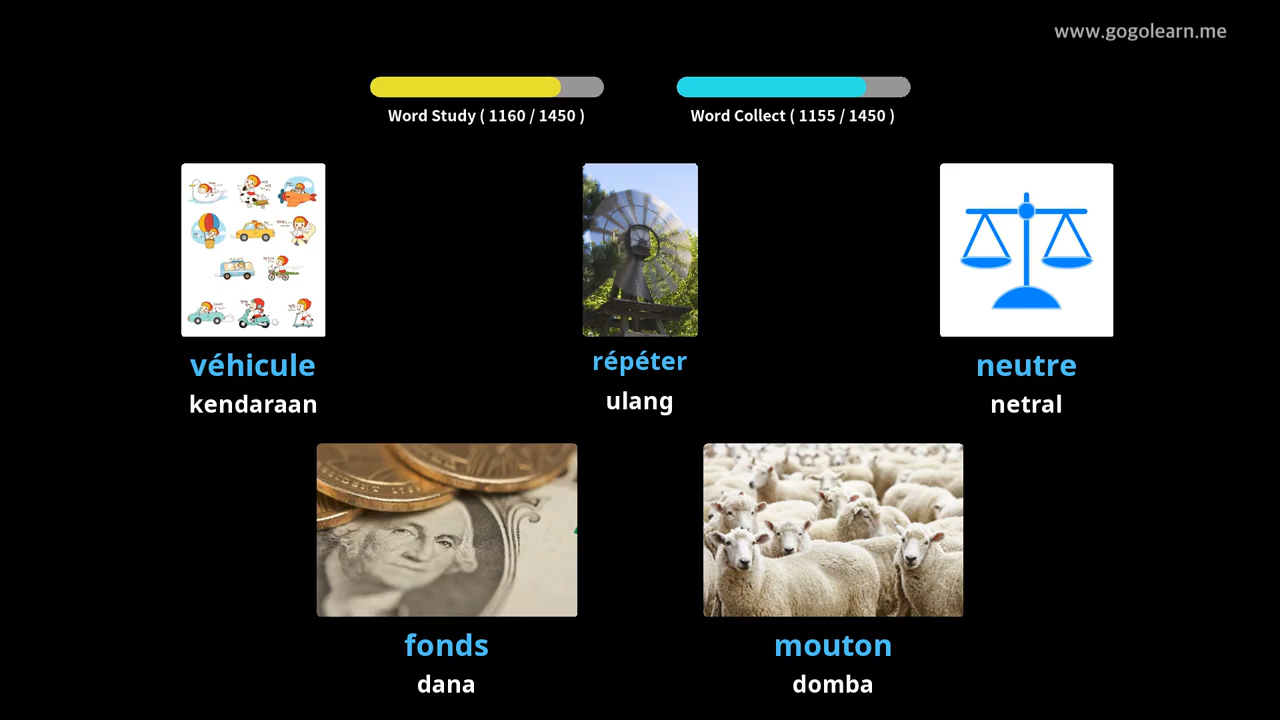 www.gogolearn.me
Word Study ( 1160 / 1450 )
Word Collect ( 1155 / 1450 )
véhicule
kendaraan
répéter
ulang
neutre
netral
fonds
dana
mouton
domba